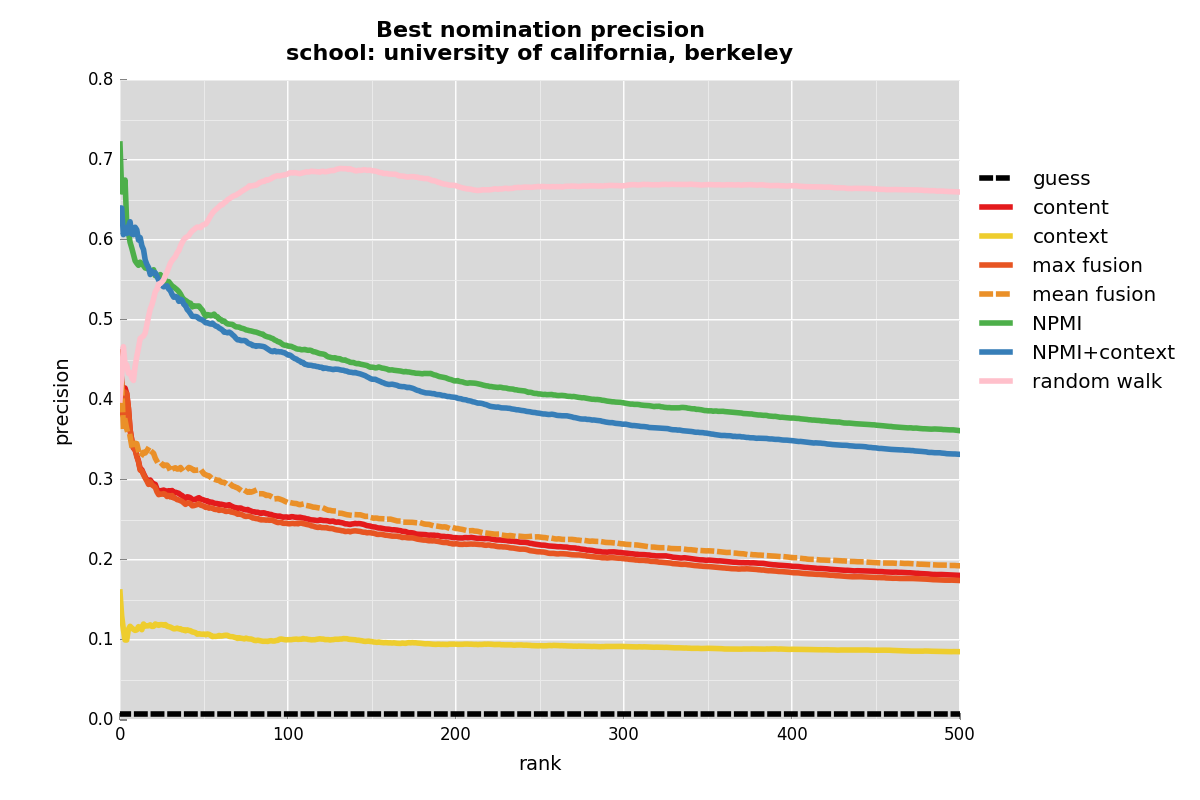 Best nomination precision
school: university of california, berkeley
precision
0.8
0.7
0.6
0.5
0.4
0.3
0.2
0.1
0.0
0
100
200
300
400
500
rank
guess
content
context
max fusion
mean fusion
NPMI
NPMI+context
random walk